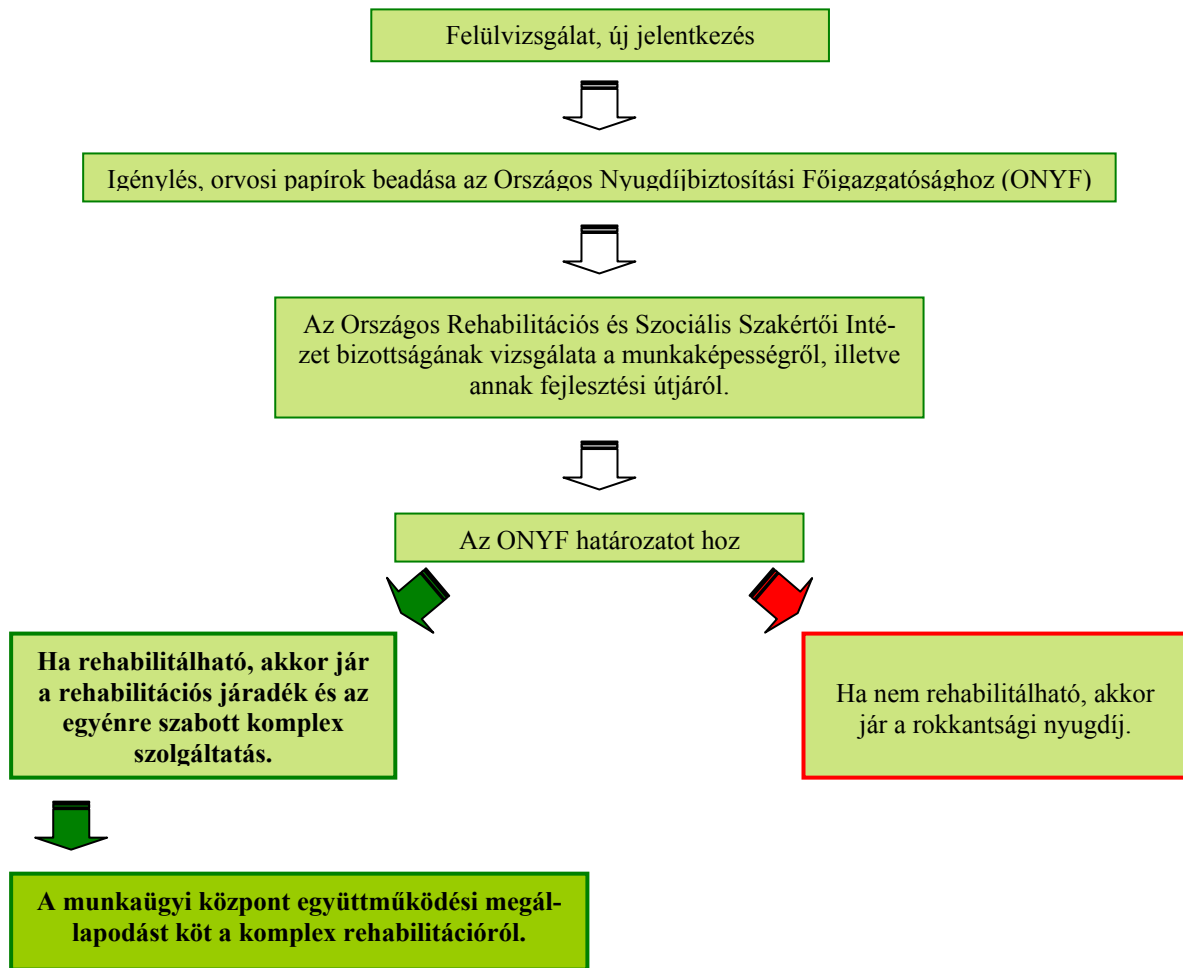 Felülvizsgálat, új jelentkezés
Igénylés, orvosi papírok beadása az Országos Nyugdíjbiztosítási Főigazgatósághoz (ONYF)
Az Országos Rehabilitációs és Szociális Szakértői Inté-
zet bizottságának vizsgálata a munkaképességről, illetve
annak fejlesztési útjáról.
Az ONYF határozatot hoz
Ha rehabilitálható, akkor jár
a rehabilitációs járadék és az
egyénre szabott komplex
szolgáltatás.
Ha nem rehabilitálható, akkor
jár a rokkantsági nyugdíj.
A munkaügyi központ együttműködési megál-
lapodást köt a komplex rehabilitációról.